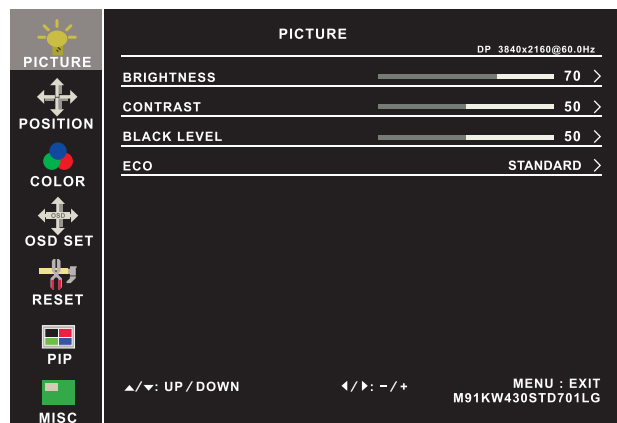 PICTURE
POSITION
COLOR
OSD
OSD SET
RESET
PIP
MISC
PICTURE
DP 3840x2160@60.0Hz
BRIGHTNESS 70 >
CONTRAST 50 >
BLACK LEVEL 50 >
ECO STANDARD >
▲/▼: UP / DOWN ◀/▶: – / + MENU : EXIT
M91KW430STD701LG